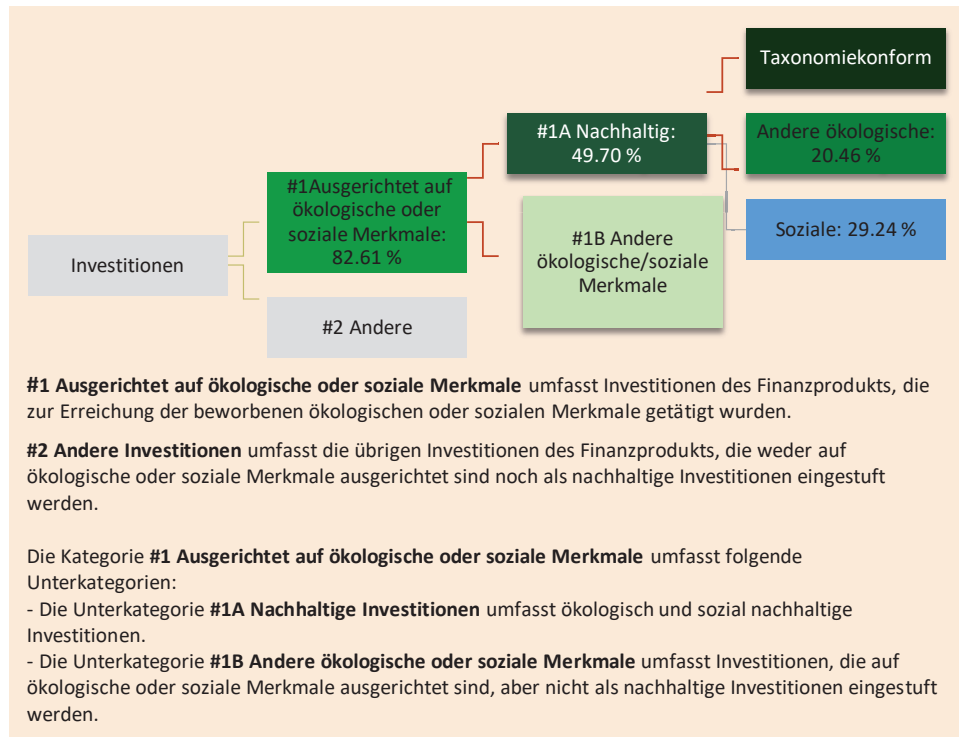 Taxonomiekonform
#1A Nachhaltig:
49.70 %
Andere ökologische:
20.46 %
#1Ausgerichtet auf
ökologische oder
soziale Merkmale:
82.61 %
#1B Andere
ökologische/soziale
Merkmale
Soziale: 29.24 %
Investitionen
#2 Andere
#1 Ausgerichtet auf ökologische oder soziale Merkmale umfasst Investitionen des Finanzprodukts, die
zur Erreichung der beworbenen ökologischen oder sozialen Merkmale getätigt wurden.
#2 Andere Investitionen umfasst die übrigen Investitionen des Finanzprodukts, die weder auf
ökologische oder soziale Merkmale ausgerichtet sind noch als nachhaltige Investitionen eingestuft
werden.
Die Kategorie #1 Ausgerichtet auf ökologische oder soziale Merkmale umfasst folgende
Unterkategorien:
- Die Unterkategorie #1A Nachhaltige Investitionen umfasst ökologisch und sozial nachhaltige
Investitionen.
- Die Unterkategorie #1B Andere ökologische oder soziale Merkmale umfasst Investitionen, die auf
ökologische oder soziale Merkmale ausgerichtet sind, aber nicht als nachhaltige Investitionen eingestuft
werden.